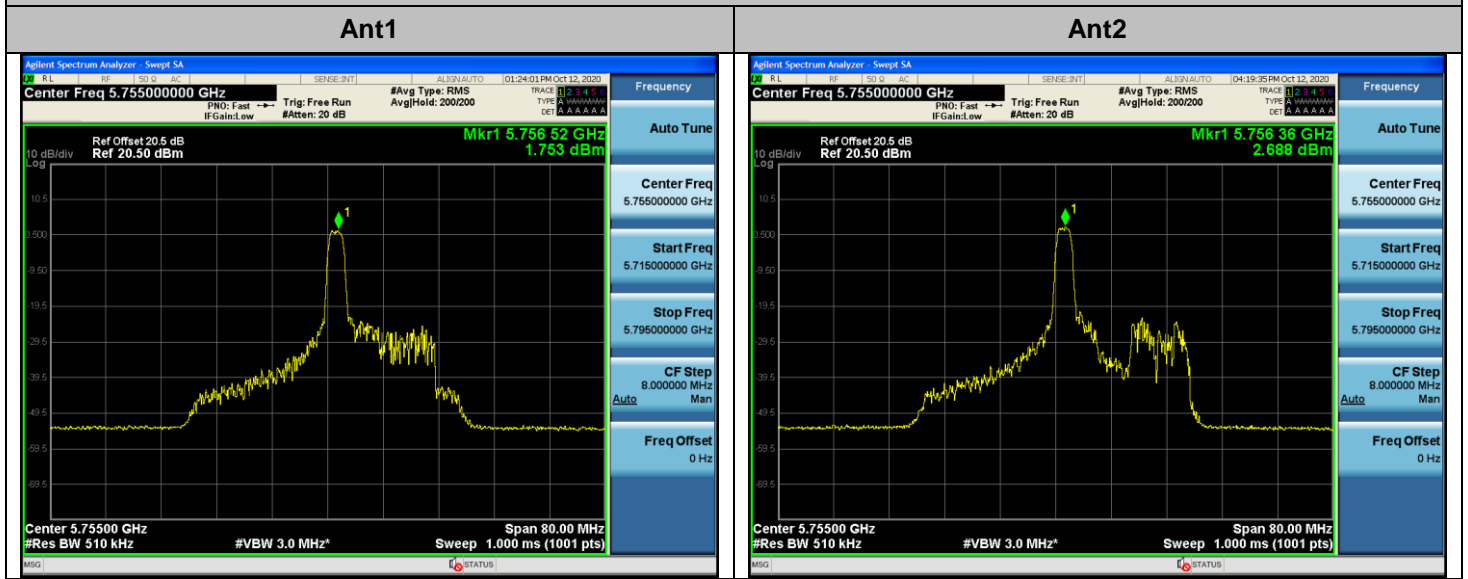 Ant1
Ant2
Agilent Spectrum Analyzer - Swept SA
RL RF 50 Ω AC SENSE:INT ALIGNAUTO 01:24:01 PM Oct 12, 2020
Center Freq 5.755000000 GHz
PNO: Fast
IFGain:Low
Trig: Free Run
#Atten: 20 dB
#Avg Type: RMS
Avg|Hold: 200/200
TRACE 1 2 3 4 5 6
TYPE A
DET A A A A A A
Mkr1 5.756 52 GHz
1.753 dBm
Ref Offset 20.5 dB
10 dB/div Ref 20.50 dBm
Log
10.5
0.500
-9.50
-19.5
-29.5
-39.5
-49.5
-59.5
-69.5
1
Center 5.75500 GHz
Span 80.00 MHz
#Res BW 510 kHz
#VBW 3.0 MHz*
Sweep 1.000 ms (1001 pts)
MSG
STATUS
Frequency
Auto Tune
Center Freq
5.755000000 GHz
Start Freq
5.715000000 GHz
Stop Freq
5.795000000 GHz
CF Step
8.000000 MHz
Auto Man
Freq Offset
0 Hz
Agilent Spectrum Analyzer - Swept SA
RL RF 50 Ω AC SENSE:INT ALIGNAUTO 04:19:35 PM Oct 12, 2020
Center Freq 5.755000000 GHz
PNO: Fast
IFGain:Low
Trig: Free Run
#Atten: 20 dB
#Avg Type: RMS
Avg|Hold: 200/200
TRACE 1 2 3 4 5 6
TYPE A
DET A A A A A A
Mkr1 5.756 36 GHz
2.688 dBm
Ref Offset 20.5 dB
10 dB/div Ref 20.50 dBm
Log
10.5
0.500
-9.50
-19.5
-29.5
-39.5
-49.5
-59.5
-69.5
1
Center 5.75500 GHz
Span 80.00 MHz
#Res BW 510 kHz
#VBW 3.0 MHz*
Sweep 1.000 ms (1001 pts)
MSG
STATUS
Frequency
Auto Tune
Center Freq
5.755000000 GHz
Start Freq
5.715000000 GHz
Stop Freq
5.795000000 GHz
CF Step
8.000000 MHz
Auto Man
Freq Offset
0 Hz